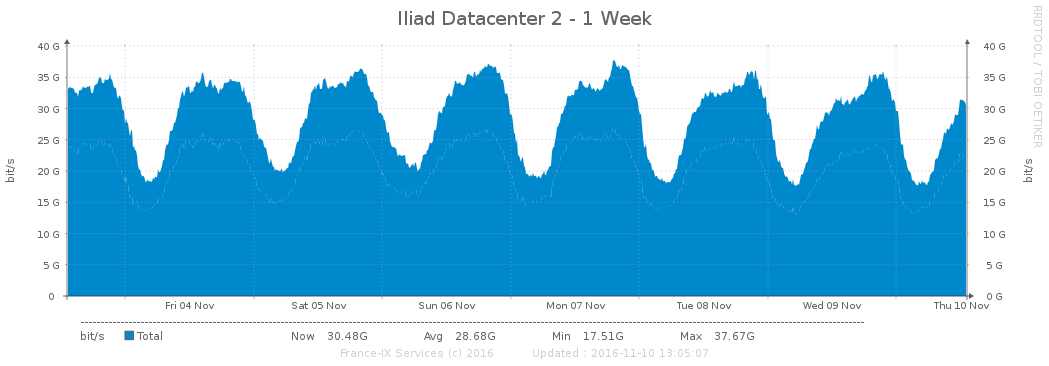 Iliad Datacenter 2 - 1 Week
RRDTOOL / TOBI OETIKER
40 G 40 G
35 G 35 G
30 G 30 G
25 G 25 G
20 G 20 G
15 G 15 G
10 G 10 G
5 G 5 G
0 0 G
bit/s
bit/s
Fri 04 Nov Sat 05 Nov Sun 06 Nov Mon 07 Nov Tue 08 Nov Wed 09 Nov Thu 10 Nov
bit/s Total Now 30.48G Avg 28.68G Min 17.51G Max 37.67G
France-IX Services (c) 2016 Updated : 2016-11-10 13:05:07